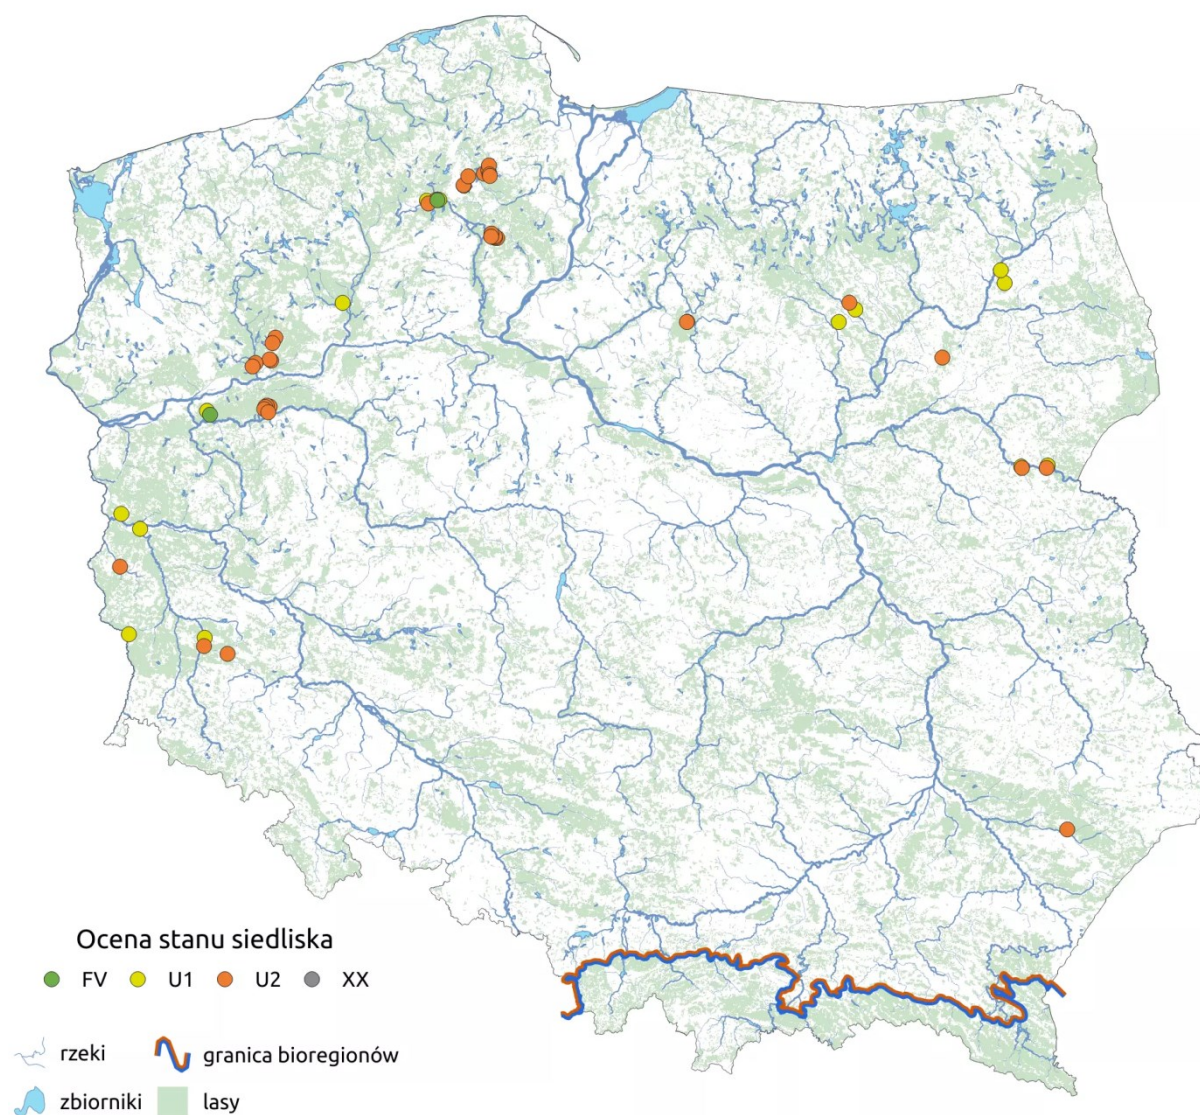 Ocena stanu siedliska
FV U1 U2 XX
rzeki granica bioregionów
zbiorniki lasy